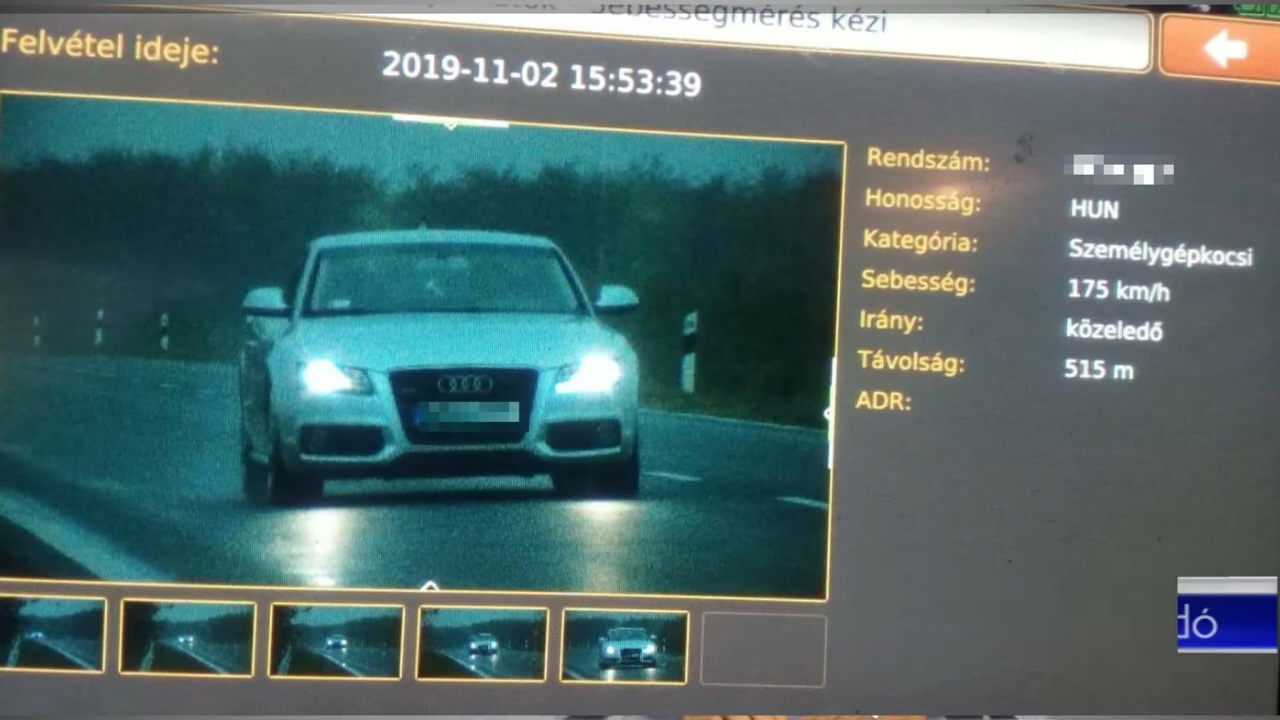 Sebességmérés kézi
Felvétel ideje: 2019-11-02 15:53:39
Rendszám:
Honosság: HUN
Kategória: Személygépkocsi
Sebesség: 175 km/h
Irány: közeledő
Távolság: 515 m
ADR:
dó